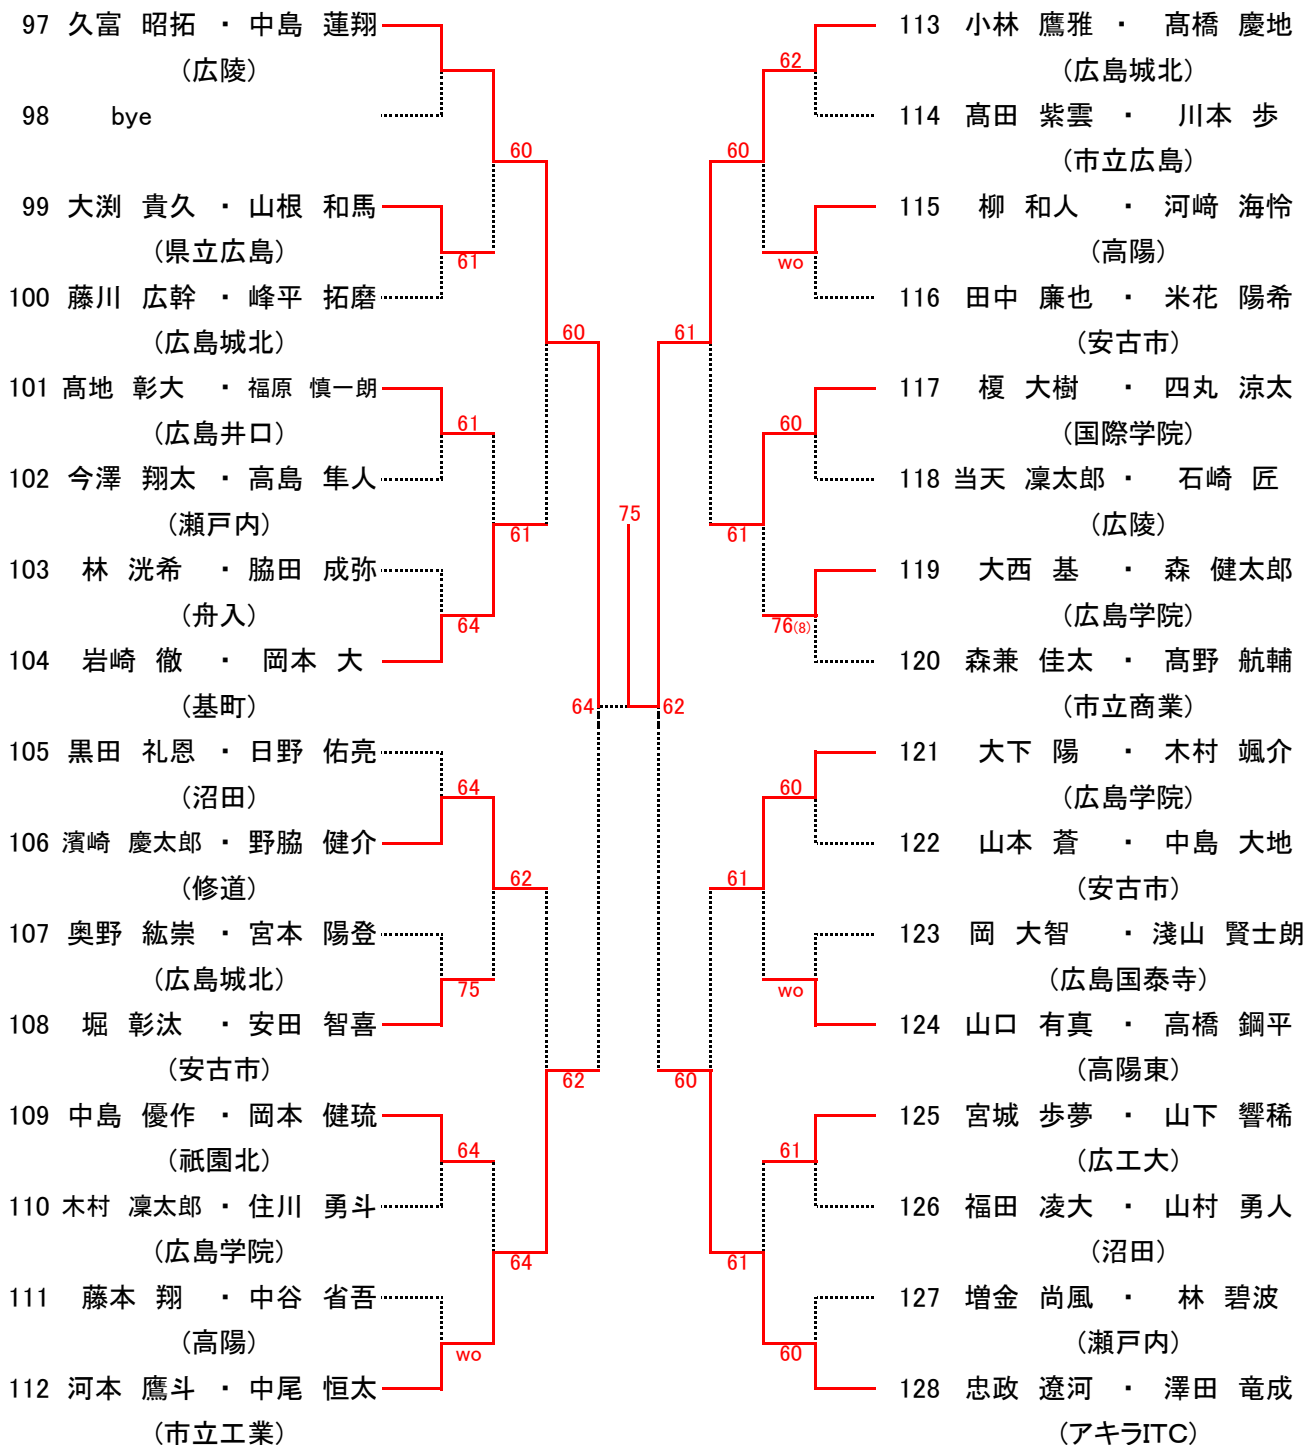 97 久富 昭拓 ・ 中島 蓮翔
(広陵)
98 bye
60
99 大渕 貴久 ・ 山根 和馬
(県立広島)
61
100 藤川 広幹 ・ 峰平 拓磨
(広島城北)
60
101 髙地 彰大 ・ 福原 慎一朗
(広島井口)
61
102 今澤 翔太 ・ 高島 隼人
(瀬戸内)
61
103 林 洸希 ・ 脇田 成弥
(舟入)
64
104 岩崎 徹 ・ 岡本 大
(基町)
64
105 黒田 礼恩 ・ 日野 佑亮
(沼田)
64
106 濱崎 慶太郎 ・ 野脇 健介
(修道)
62
107 奥野 紘崇 ・ 宮本 陽登
(広島城北)
75
108 堀 彰汰 ・ 安田 智喜
(安古市)
62
109 中島 優作 ・ 岡本 健琉
(祇園北)
64
110 木村 凜太郎 ・ 住川 勇斗
(広島学院)
64
111 藤本 翔 ・ 中谷 省吾
(高陽)
wo
112 河本 鷹斗 ・ 中尾 恒太
(市立工業)
75
113 小林 鷹雅 ・ 髙橋 慶地
62
(広島城北)
114 髙田 紫雲 ・ 川本 歩
60
(市立広島)
115 柳 和人 ・ 河﨑 海怜
(高陽)
wo
116 田中 廉也 ・ 米花 陽希
61
(安古市)
117 榎 大樹 ・ 四丸 涼太
60
(国際学院)
118 当天 凜太郎 ・ 石崎 匠
(広陵)
61
119 大西 基 ・ 森 健太郎
(広島学院)
76(8)
120 森兼 佳太 ・ 髙野 航輔
(市立商業)
62
121 大下 陽 ・ 木村 颯介
60
(広島学院)
122 山本 蒼 ・ 中島 大地
61
(安古市)
123 岡 大智 ・ 淺山 賢士朗
(広島国泰寺)
wo
124 山口 有真 ・ 高橋 鋼平
(高陽東)
60
125 宮城 歩夢 ・ 山下 響稀
61
(広工大)
126 福田 凌大 ・ 山村 勇人
(沼田)
61
127 増金 尚風 ・ 林 碧波
(瀬戸内)
60
128 忠政 遼河 ・ 澤田 竜成
(アキラITC)